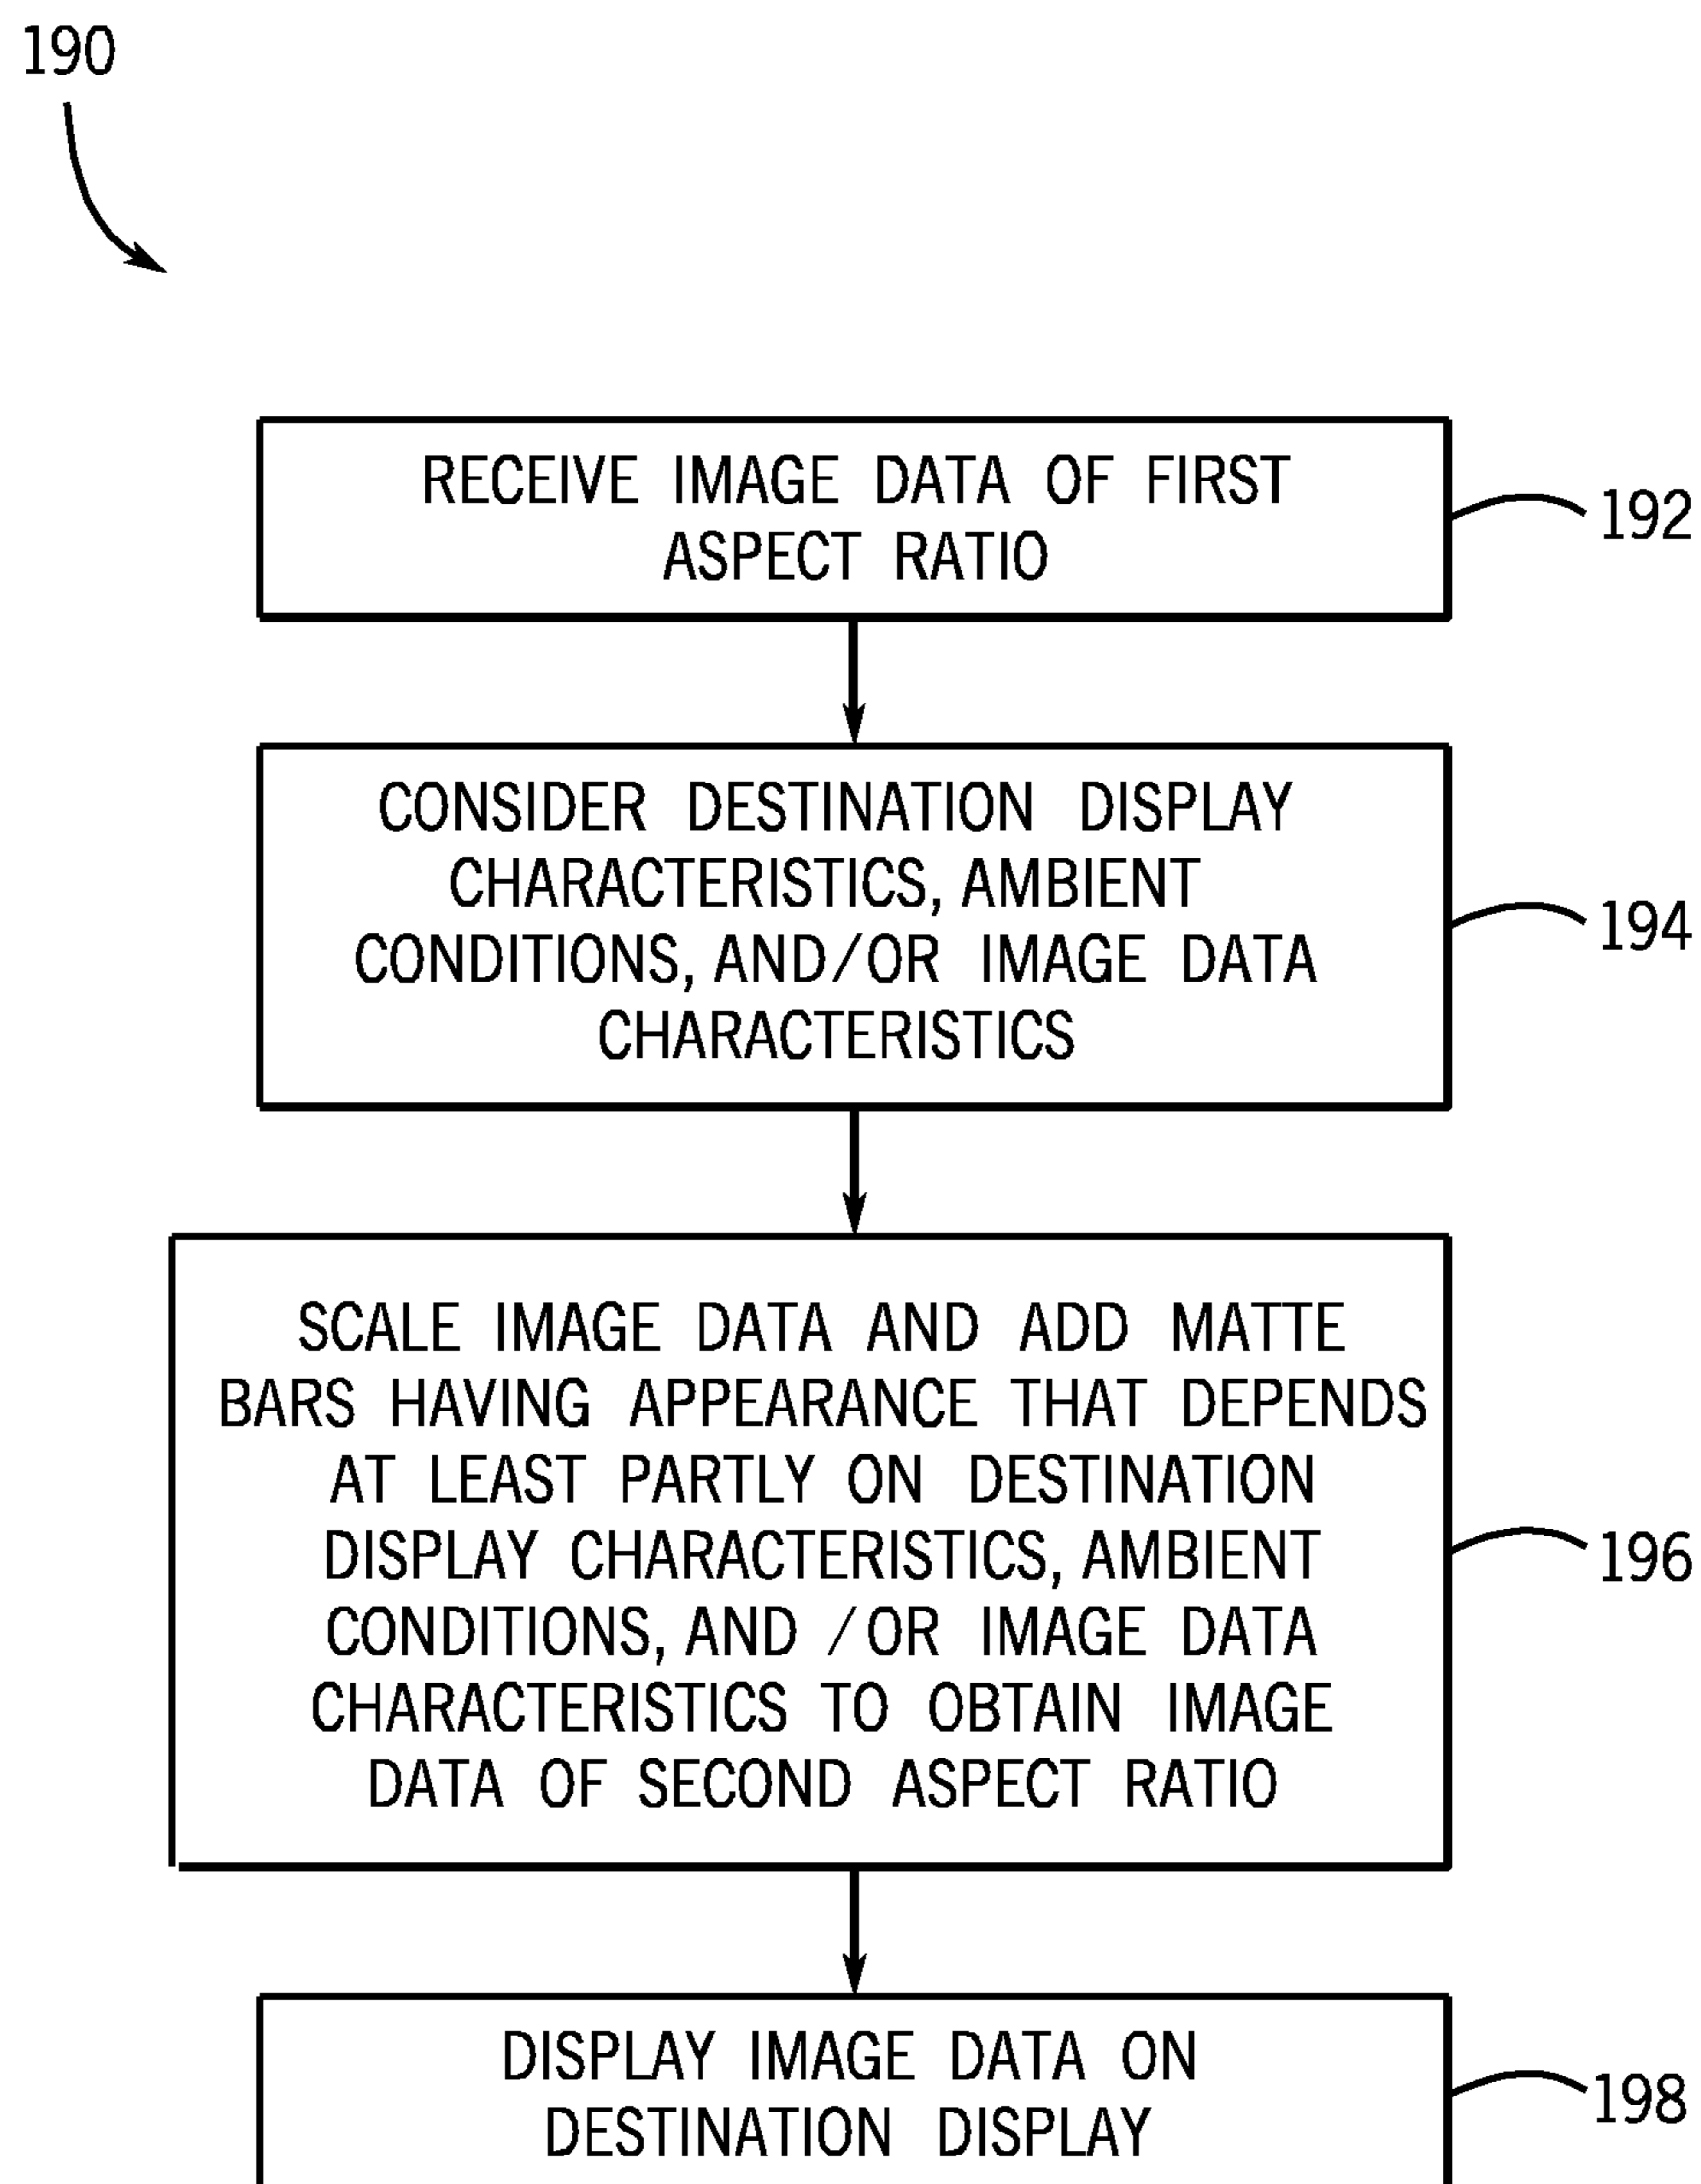 190
RECEIVE IMAGE DATA OF FIRST
ASPECT RATIO
192
CONSIDER DESTINATION DISPLAY
CHARACTERISTICS, AMBIENT
CONDITIONS, AND/OR IMAGE DATA
CHARACTERISTICS
194
SCALE IMAGE DATA AND ADD MATTE
BARS HAVING APPEARANCE THAT DEPENDS
AT LEAST PARTLY ON DESTINATION
DISPLAY CHARACTERISTICS, AMBIENT
CONDITIONS, AND /OR IMAGE DATA
CHARACTERISTICS TO OBTAIN IMAGE
DATA OF SECOND ASPECT RATIO
196
DISPLAY IMAGE DATA ON
DESTINATION DISPLAY
198